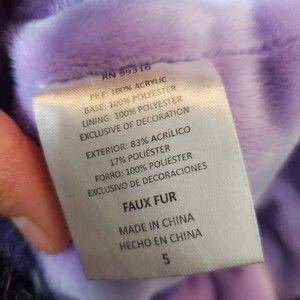 RN 99310
PILE: 100% ACRYLIC
BASE: 100% POLYESTER
LINING: 100% POLYESTER
EXCLUSIVE OF DECORATION
EXTERIOR: 83% ACRÍLICO
17% POLIÉSTER
FORRO: 100% POLIÉSTER
EXCLUSIVO DE DECORACIONES
FAUX FUR
MADE IN CHINA
HECHO EN CHINA
5